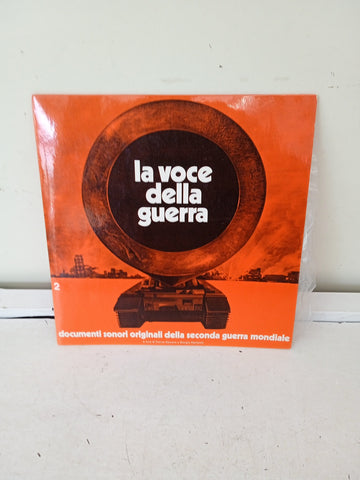 la voce
della
guerra
2
documenti sonori originali della seconda guerra mondiale